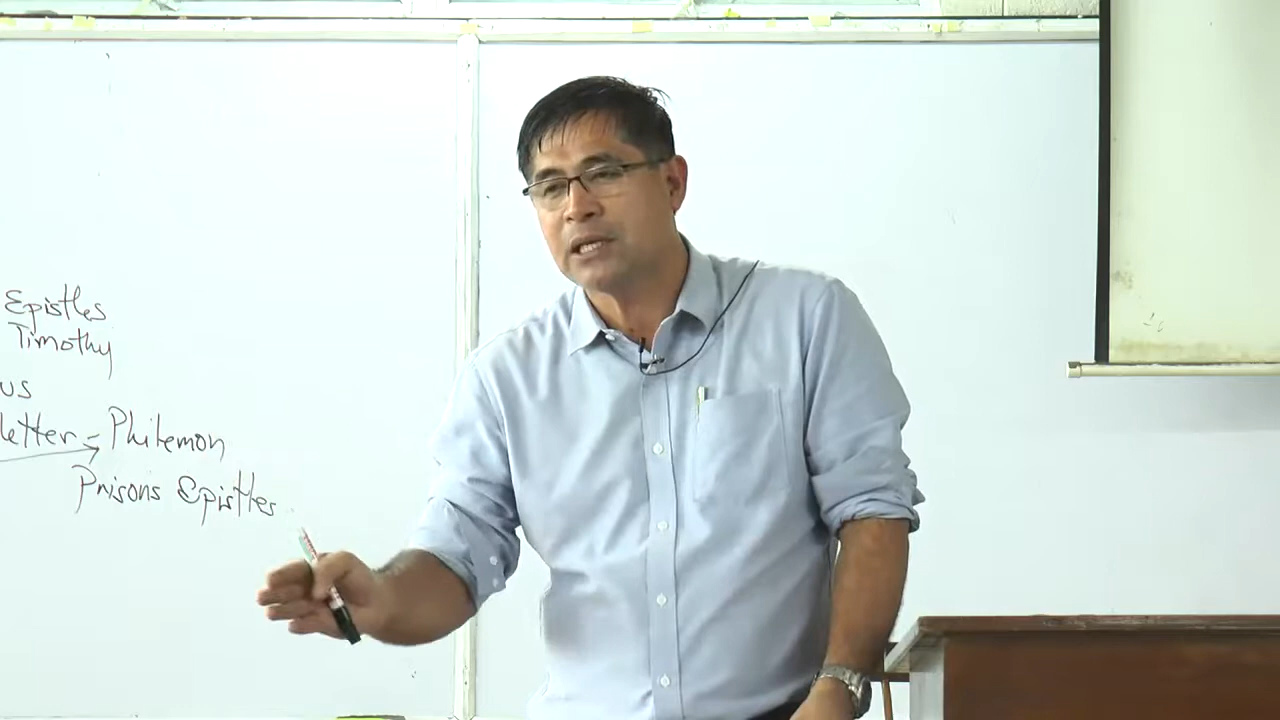 Epistles
Timothy
us
letter - Philemon
Prisons Epistles